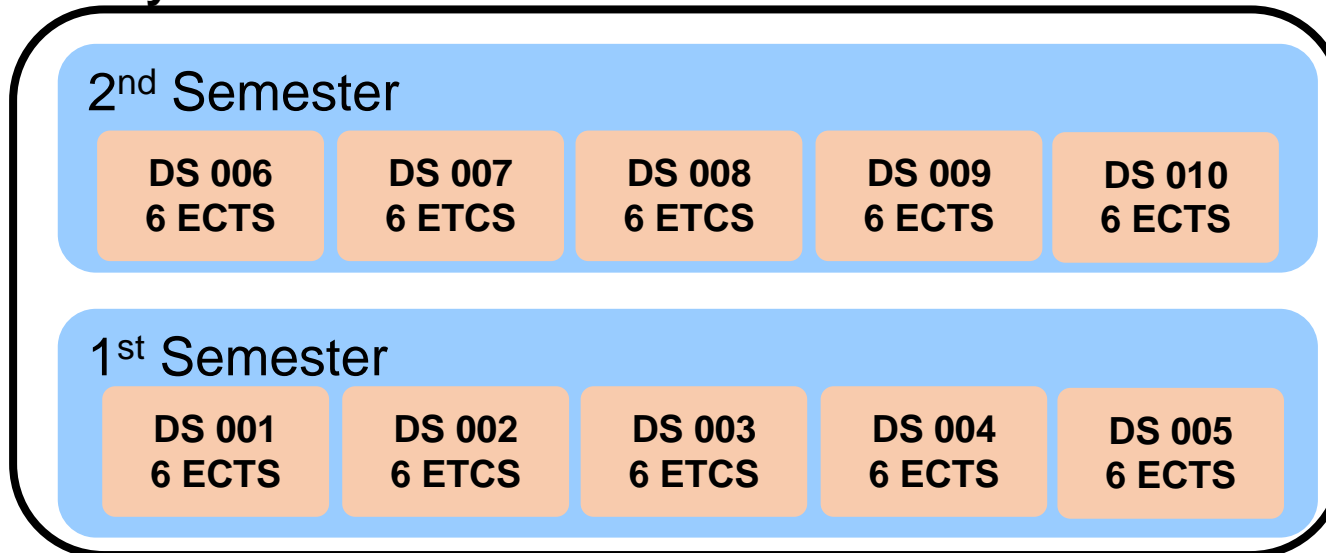 2nd Semester
DS 006 DS 007 DS 008 DS 009 DS 010
6 ECTS 6 ETCS 6 ETCS 6 ECTS 6 ECTS
1st Semester
DS 001 DS 002 DS 003 DS 004 DS 005
6 ECTS 6 ETCS 6 ETCS 6 ECTS 6 ECTS